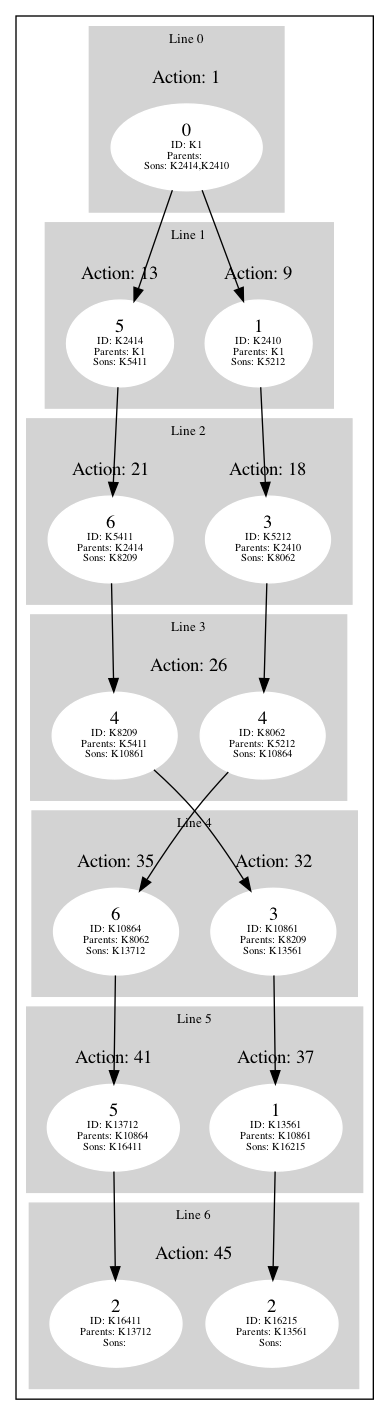 Line 0
Action: 1
0
ID: K1
Parents:
Sons: K2414,K2410
Line 1
Action: 13 Action: 9
5 1
ID: K2414 ID: K2410
Parents: K1 Parents: K1
Sons: K5411 Sons: K5212
Line 2
Action: 21 Action: 18
6 3
ID: K5411 ID: K5212
Parents: K2414 Parents: K2410
Sons: K8209 Sons: K8062
Line 3
Action: 26
4 4
ID: K8209 ID: K8062
Parents: K5411 Parents: K5212
Sons: K10861 Sons: K10864
Line 4
Action: 35 Action: 32
6 3
ID: K10864 ID: K10861
Parents: K8062 Parents: K8209
Sons: K13712 Sons: K13561
Line 5
Action: 41 Action: 37
5 1
ID: K13712 ID: K13561
Parents: K10864 Parents: K10861
Sons: K16411 Sons: K16215
Line 6
Action: 45
2 2
ID: K16411 ID: K16215
Parents: K13712 Parents: K13561
Sons: Sons: